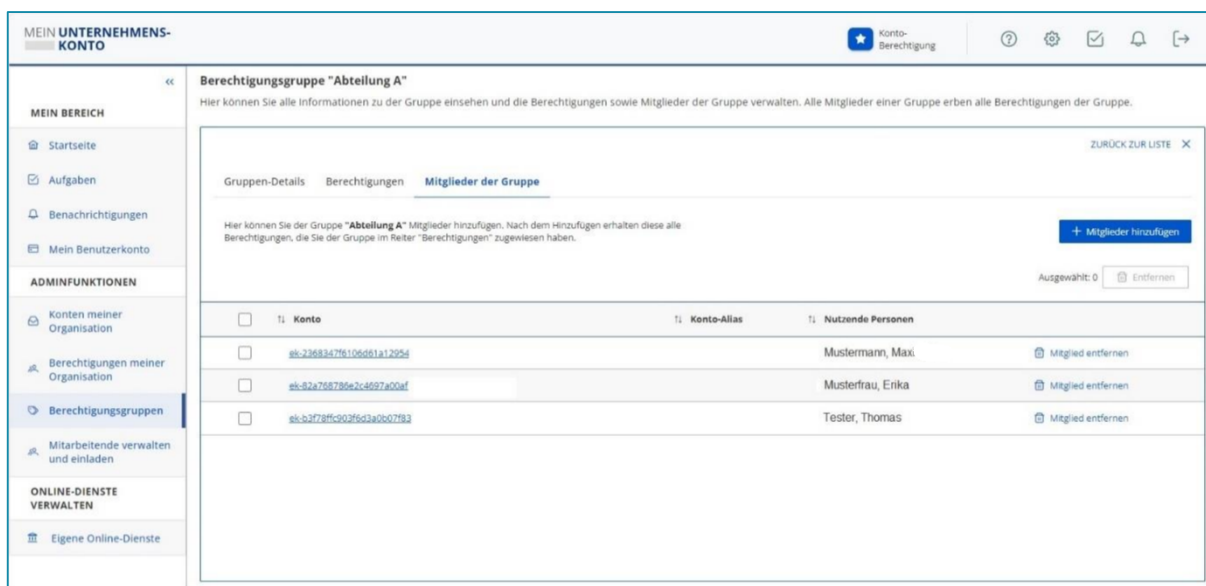 MEIN UNTERNEHMENS-
KONTO
Konto-
Berechtigung
MEIN BEREICH
Startseite
Aufgaben
Benachrichtigungen
Mein Benutzerkonto
ADMINFUNKTIONEN
Konten meiner
Organisation
Berechtigungen meiner
Organisation
Berechtigungsgruppen
Mitarbeitende verwalten
und einladen
ONLINE-DIENSTE
VERWALTEN
Eigene Online-Dienste
Berechtigungsgruppe "Abteilung A"
Hier können Sie alle Informationen zu der Gruppe einsehen und die Berechtigungen sowie Mitglieder der Gruppe verwalten. Alle Mitglieder einer Gruppe erben alle Berechtigungen der Gruppe.
ZURÜCK ZUR LISTE
Gruppen-Details Berechtigungen Mitglieder der Gruppe
Hier können Sie der Gruppe "Abteilung A" Mitglieder hinzufügen. Nach dem Hinzufügen erhalten diese alle
Berechtigungen, die Sie der Gruppe im Reiter "Berechtigungen" zugewiesen haben.
+ Mitglieder hinzufügen
Ausgewählt: 0 Entfernen
Konto Konto-Alias Nutzende Personen
ek-2368347f6106d61a12954 Mustermann, Maxi Mitglied entfernen
ek-82a768786e2c4697a00af Musterfrau, Erika Mitglied entfernen
ek-b3f78ffc903f6d3a0b07f83 Tester, Thomas Mitglied entfernen